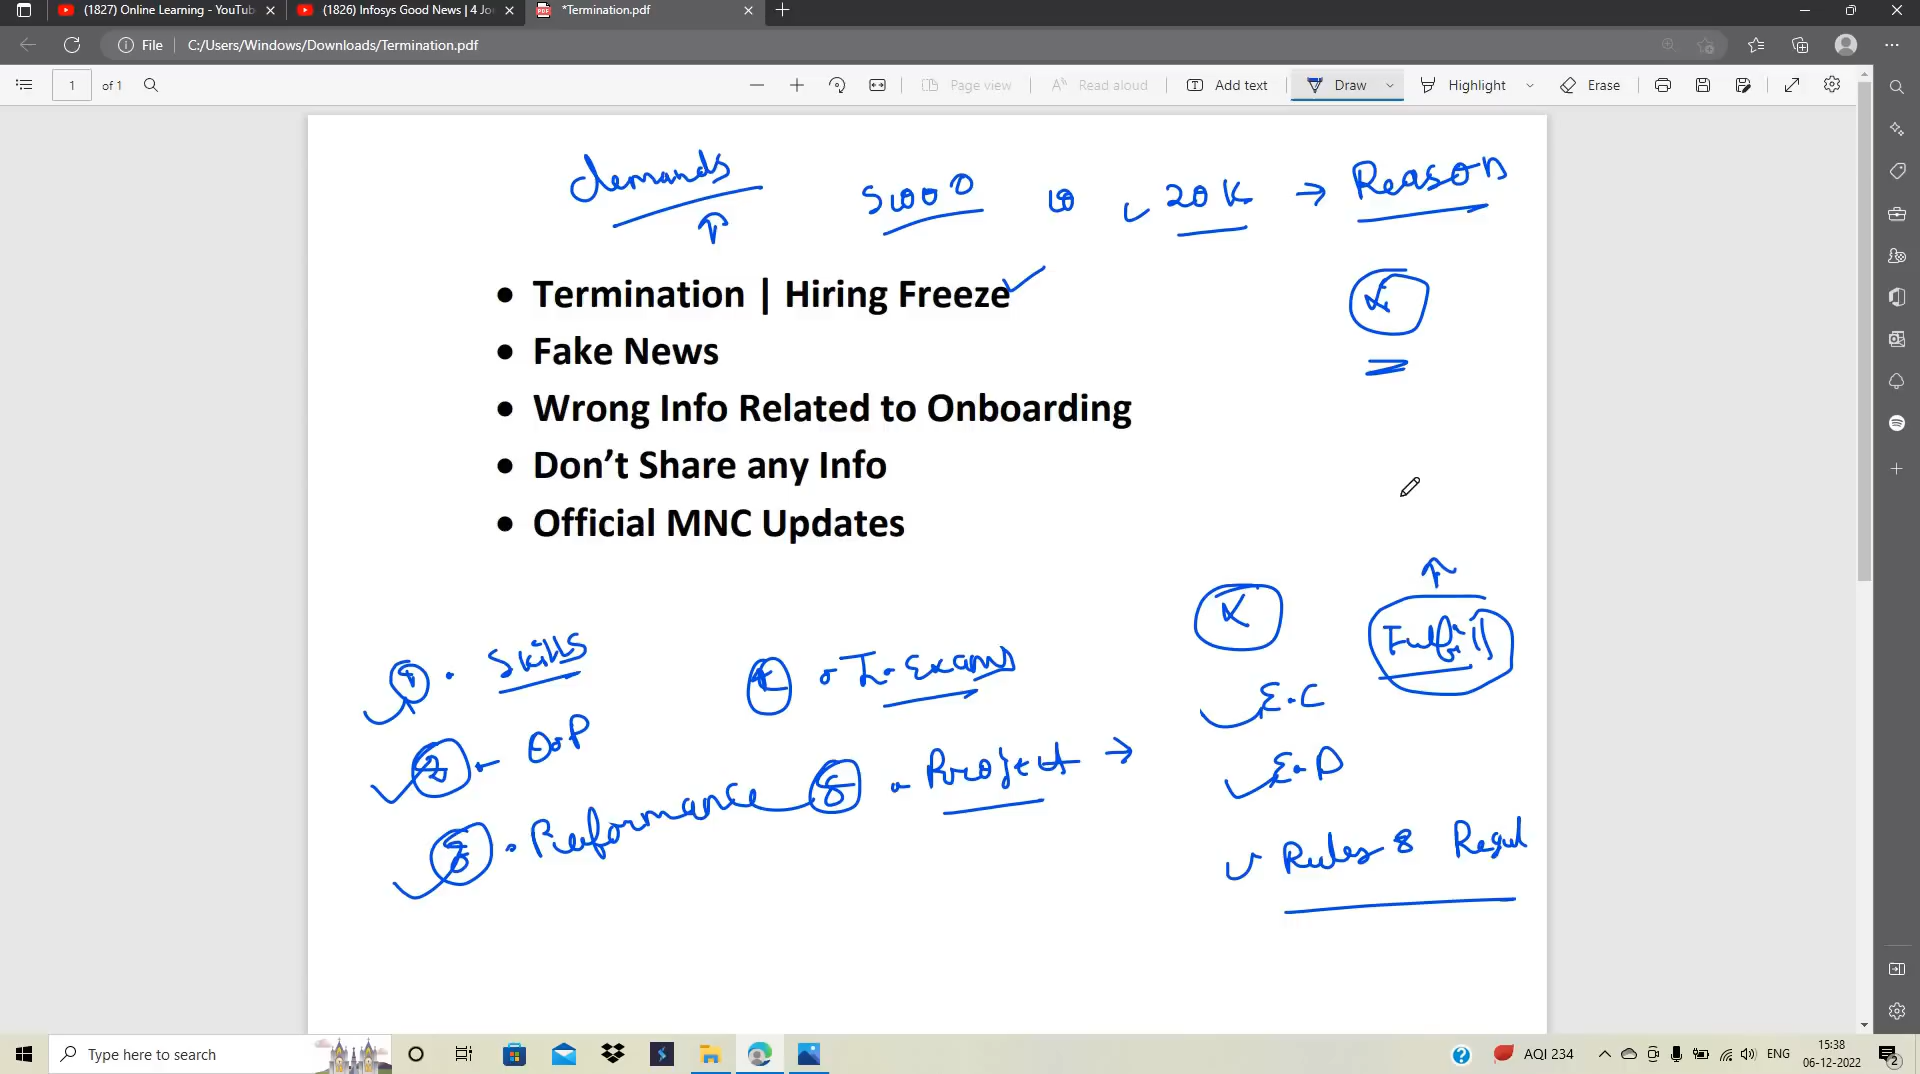 (1827) Online Learning - YouTub
(1826) Infosys Good News | 4 Jo
*Termination.pdf
File
C:/Users/Windows/Downloads/Termination.pdf
1 of 1
Page view
Read aloud
Add text
Draw
Highlight
Erase
demands 20K → Reason
• Termination | Hiring Freeze
• Fake News
• Wrong Info Related to Onboarding
• Don’t Share any Info
• Official MNC Updates
Fulfill
Skills
I-Exams
E.C
O.P
Project →
E.D
Performance
Rules & Regul
Type here to search
AQI 234
ENG
15:38
06-12-2022
2